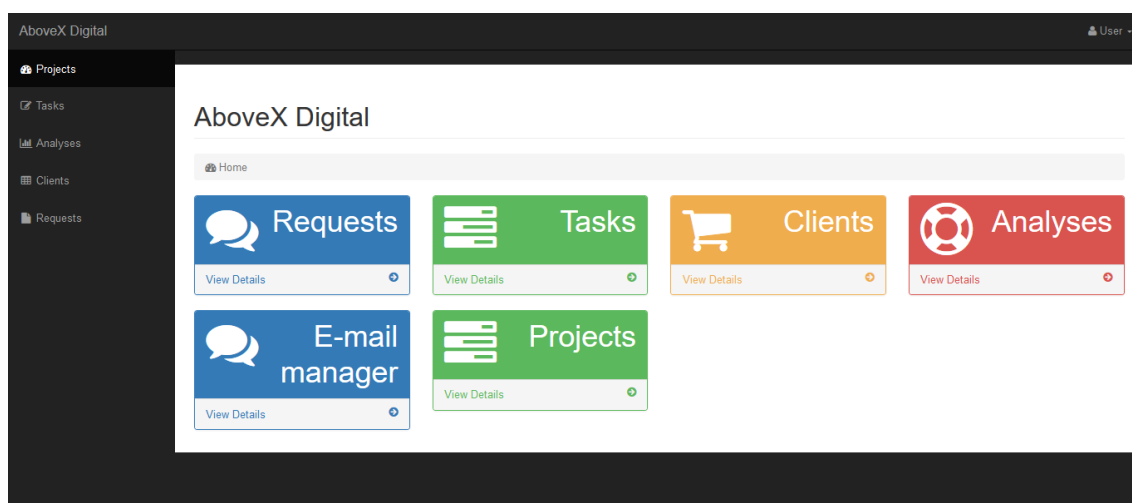 AboveX Digital
User
Projects
Tasks
Analyses
Clients
Requests
AboveX Digital
Home
Requests
View Details
Tasks
View Details
Clients
View Details
Analyses
View Details
E-mail
manager
View Details
Projects
View Details